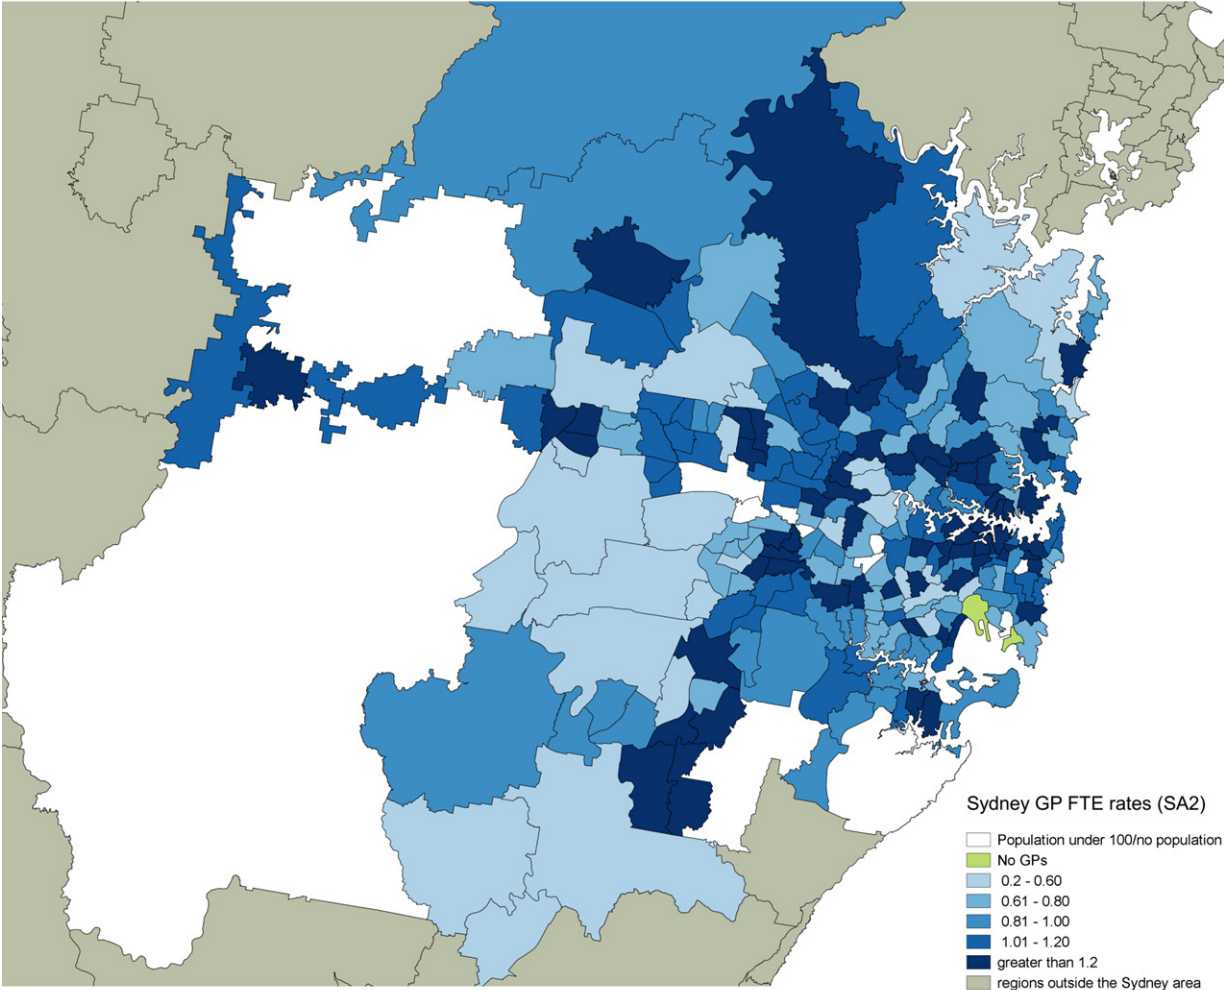 Sydney GP FTE rates (SA2)
Population under 100/no population
No GPs
0.2 - 0.60
0.61 - 0.80
0.81 - 1.00
1.01 - 1.20
greater than 1.2
regions outside the Sydney area